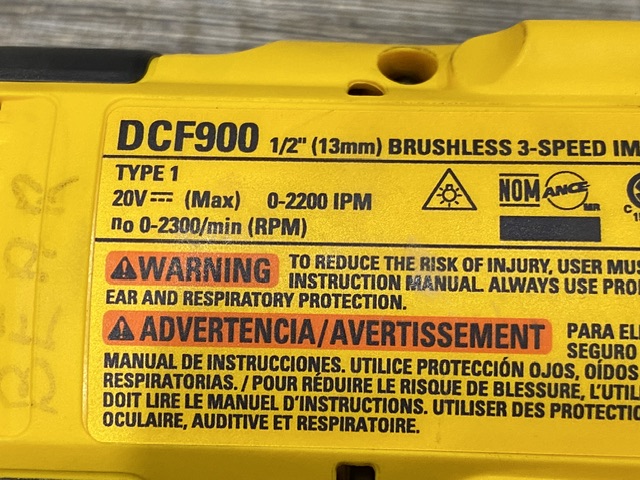 DCF900 1/2" (13mm) BRUSHLESS 3-SPEED IM
TYPE 1
20V⎓ (Max) 0-2200 IPM
no 0-2300/min (RPM)
NOM ANCE MR
⚠WARNING TO REDUCE THE RISK OF INJURY, USER MUS
INSTRUCTION MANUAL. ALWAYS USE PROP
EAR AND RESPIRATORY PROTECTION.
⚠ADVERTENCIA/AVERTISSEMENT PARA EL
SEGURO
MANUAL DE INSTRUCCIONES. UTILICE PROTECCIÓN OJOS, OÍDOS
RESPIRATORIAS. / POUR RÉDUIRE LE RISQUE DE BLESSURE, L'UTIL
DOIT LIRE LE MANUEL D'INSTRUCTIONS. UTILISER DES PROTECTIO
OCULAIRE, AUDITIVE ET RESPIRATOIRE.